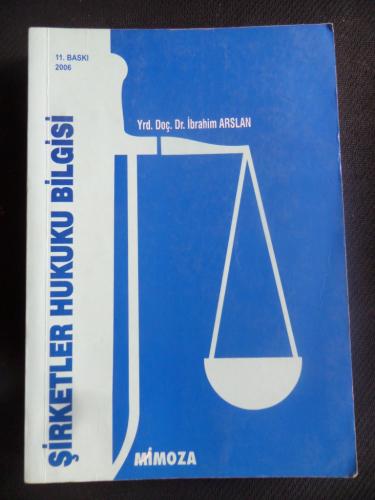 11. BASKI
2006
Yrd. Doç. Dr. İbrahim ARSLAN
ŞİRKETLER HUKUKU BİLGİSİ
MİMOZA